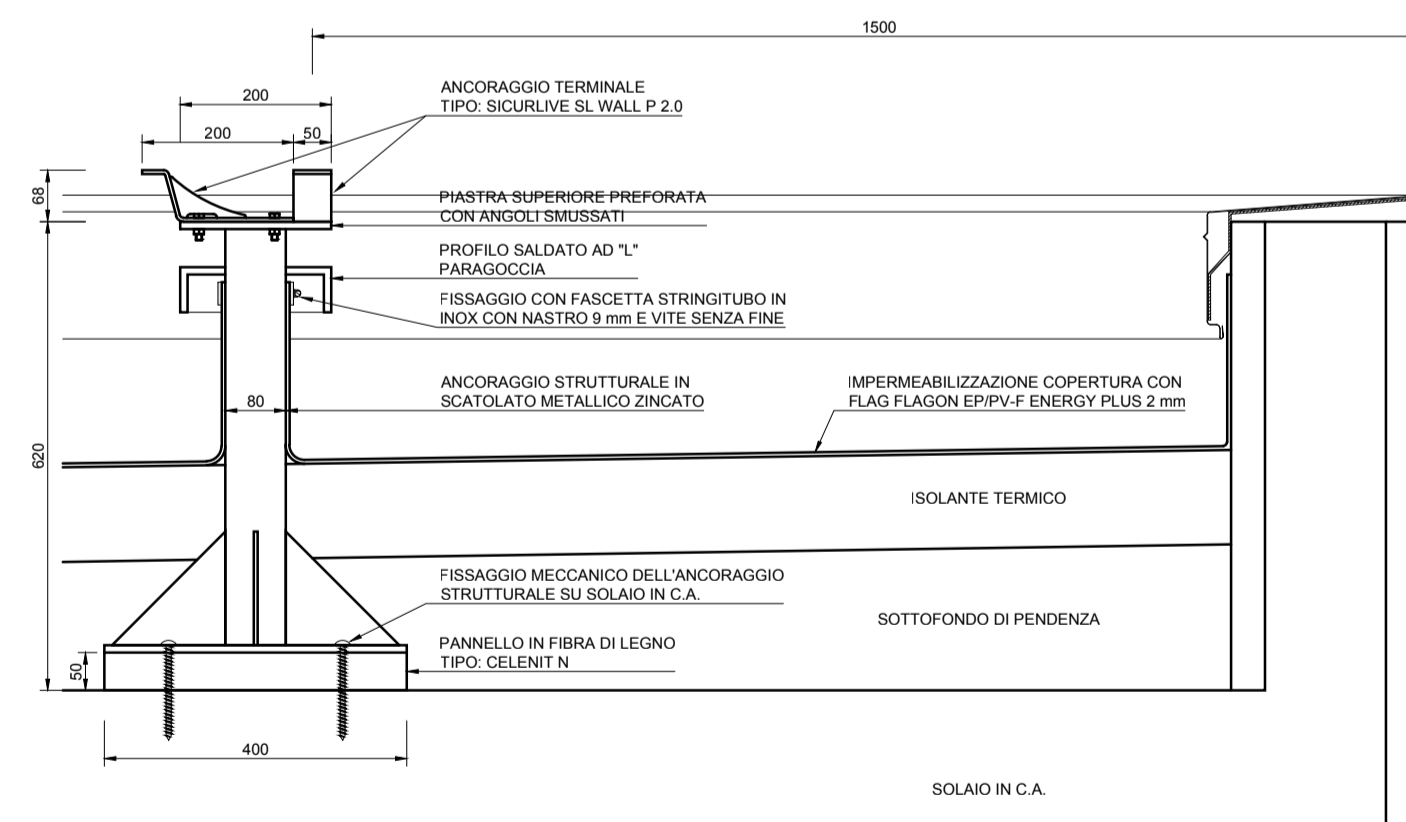 1500
ANCORAGGIO TERMINALE
TIPO: SICURLIVE SL WALL P 2.0
200
200
50
68
PIASTRA SUPERIORE PREFORATA
CON ANGOLI SMUSSATI
PROFILO SALDATO AD "L"
PARAGOCCIA
FISSAGGIO CON FASCETTA STRINGITUBO IN
INOX CON NASTRO 9 mm E VITE SENZA FINE
ANCORAGGIO STRUTTURALE IN
SCATOLATO METALLICO ZINCATO
IMPERMEABILIZZAZIONE COPERTURA CON
FLAG FLAGON EP/PV-F ENERGY PLUS 2 mm
80
620
ISOLANTE TERMICO
FISSAGGIO MECCANICO DELL'ANCORAGGIO
STRUTTURALE SU SOLAIO IN C.A.
SOTTOFONDO DI PENDENZA
PANNELLO IN FIBRA DI LEGNO
TIPO: CELENIT N
50
400
SOLAIO IN C.A.